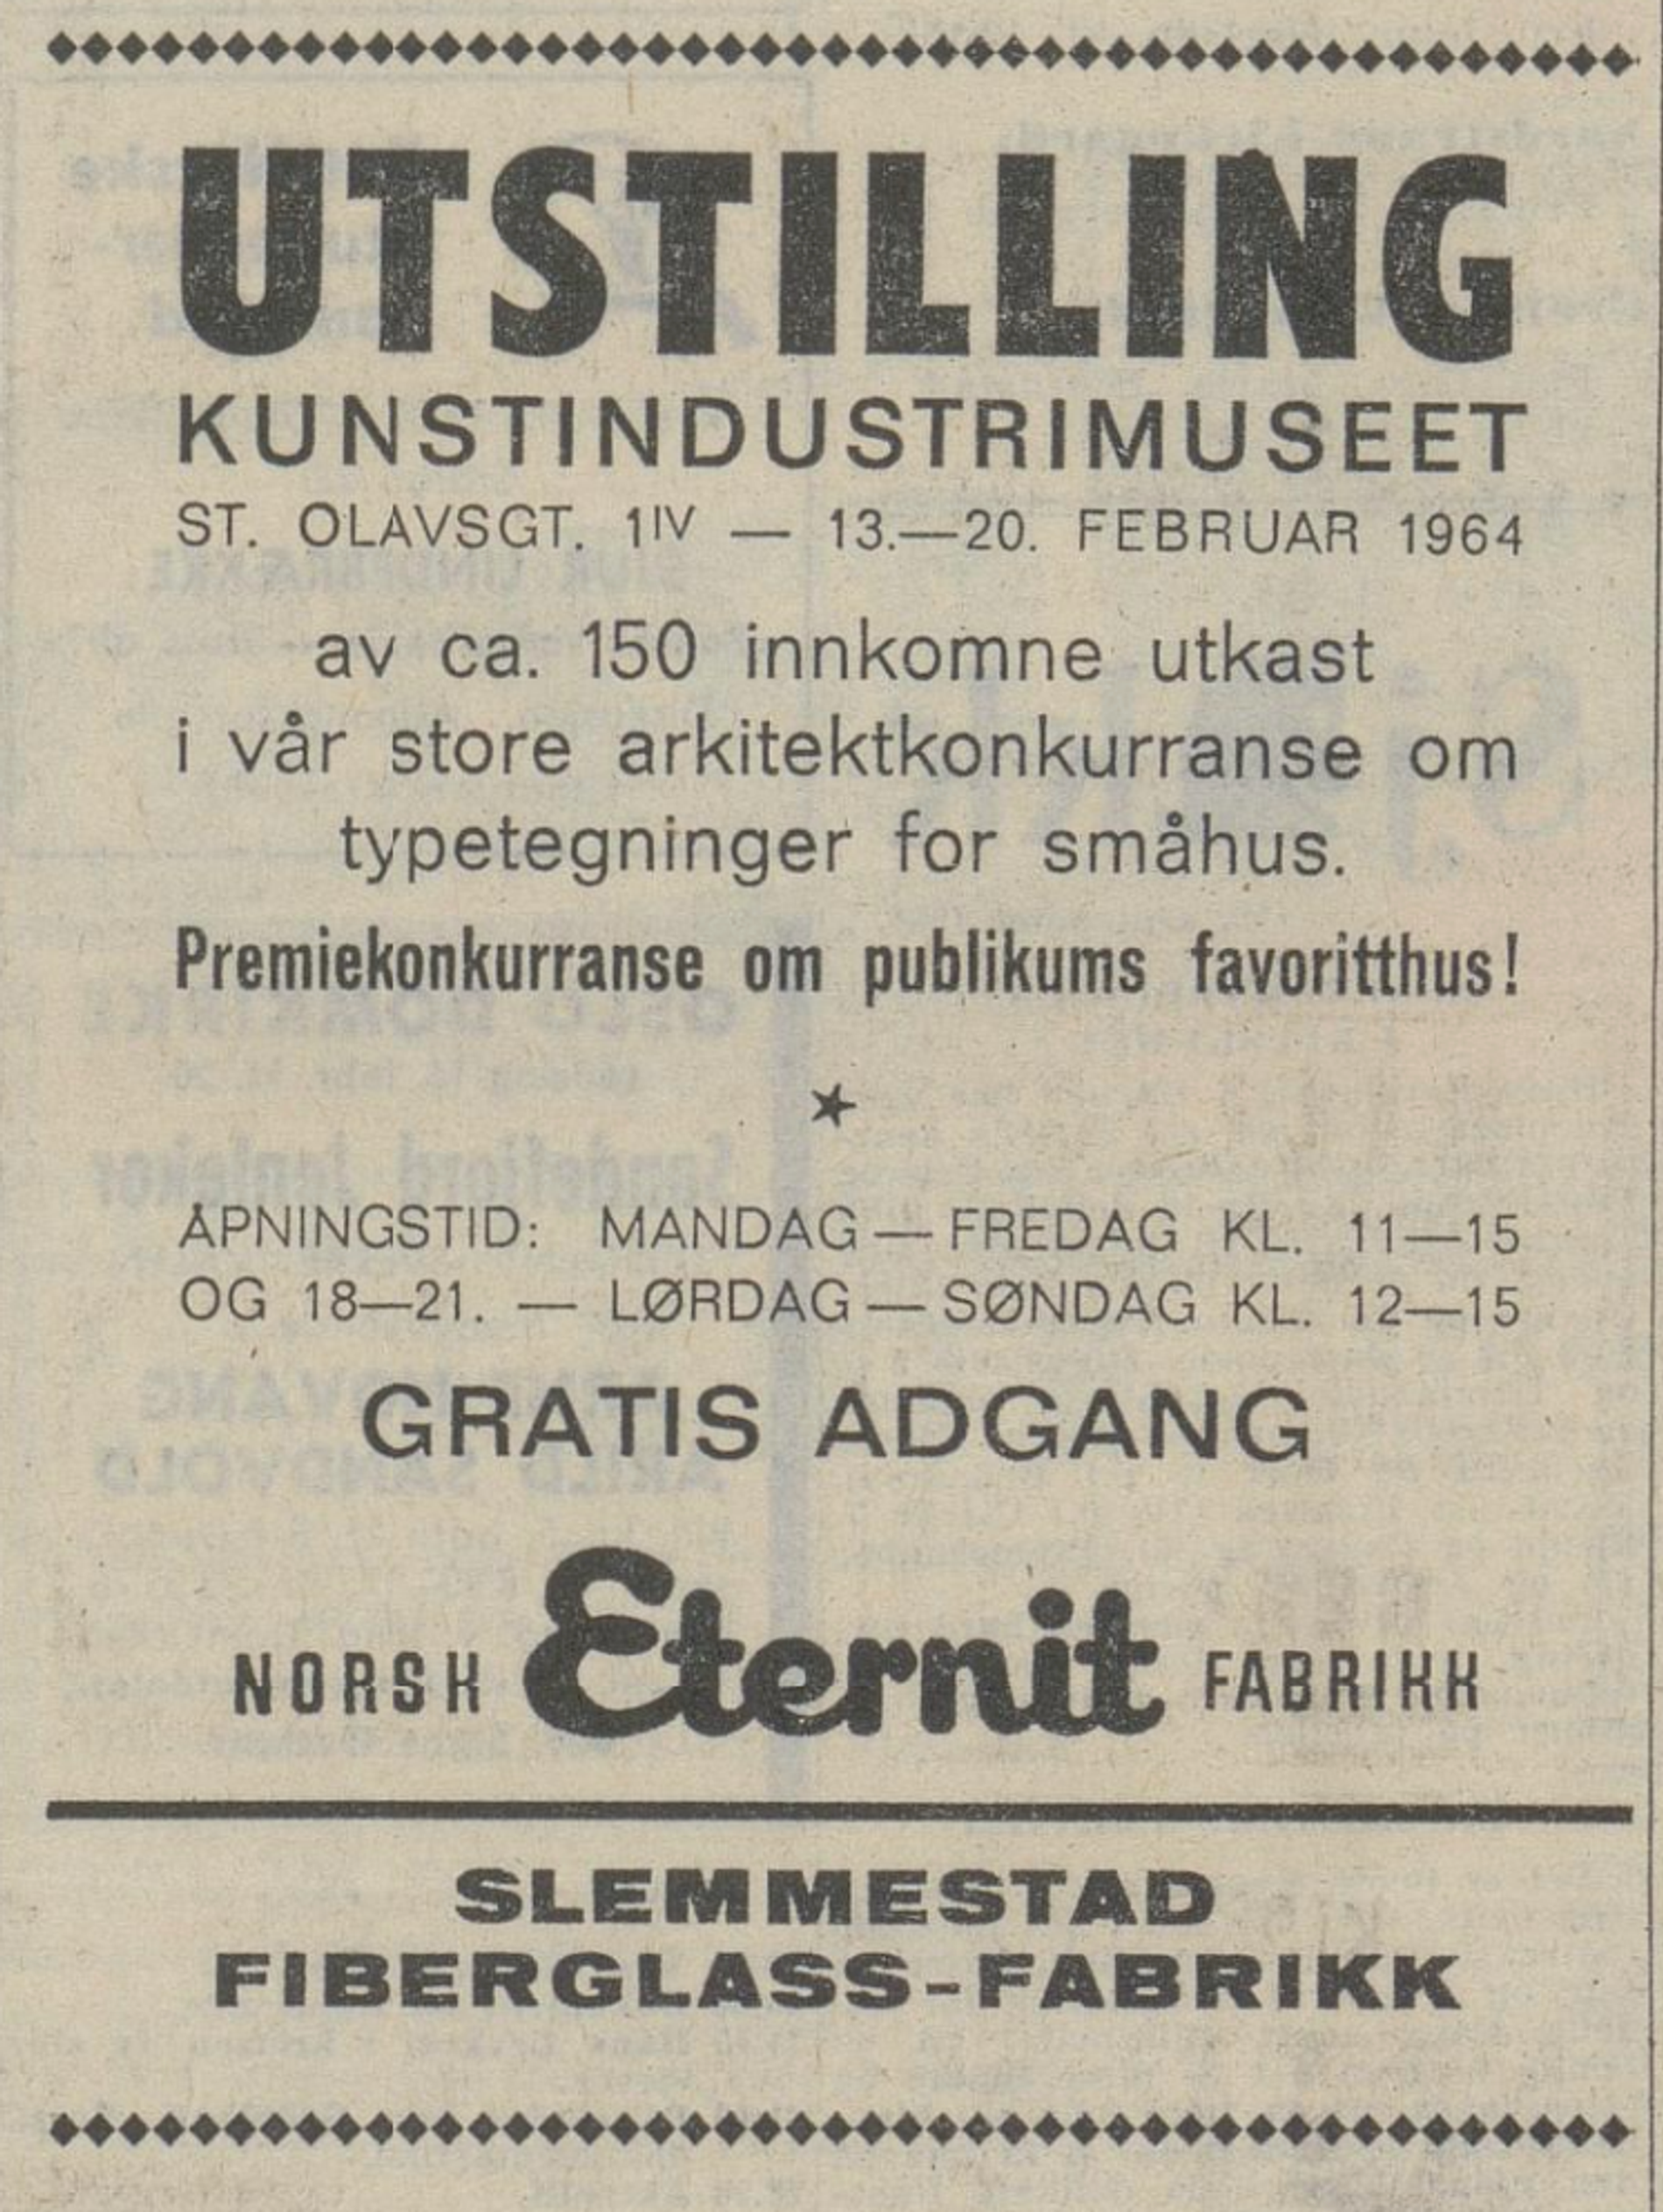 UTSTILLING
KUNSTINDUSTRIMUSEET
ST. OLAVSGT. 1IV — 13.—20. FEBRUAR 1964
av ca. 150 innkomne utkast
i vår store arkitektkonkurranse om
typetegninger for småhus.
Premiekonkurranse om publikums favoritthus!
ÅPNINGSTID: MANDAG — FREDAG KL. 11—15
OG 18—21. — LØRDAG — SØNDAG KL. 12—15
GRATIS ADGANG
NORSK Eternit FABRIKK
SLEMMESTAD
FIBERGLASS-FABRIKK